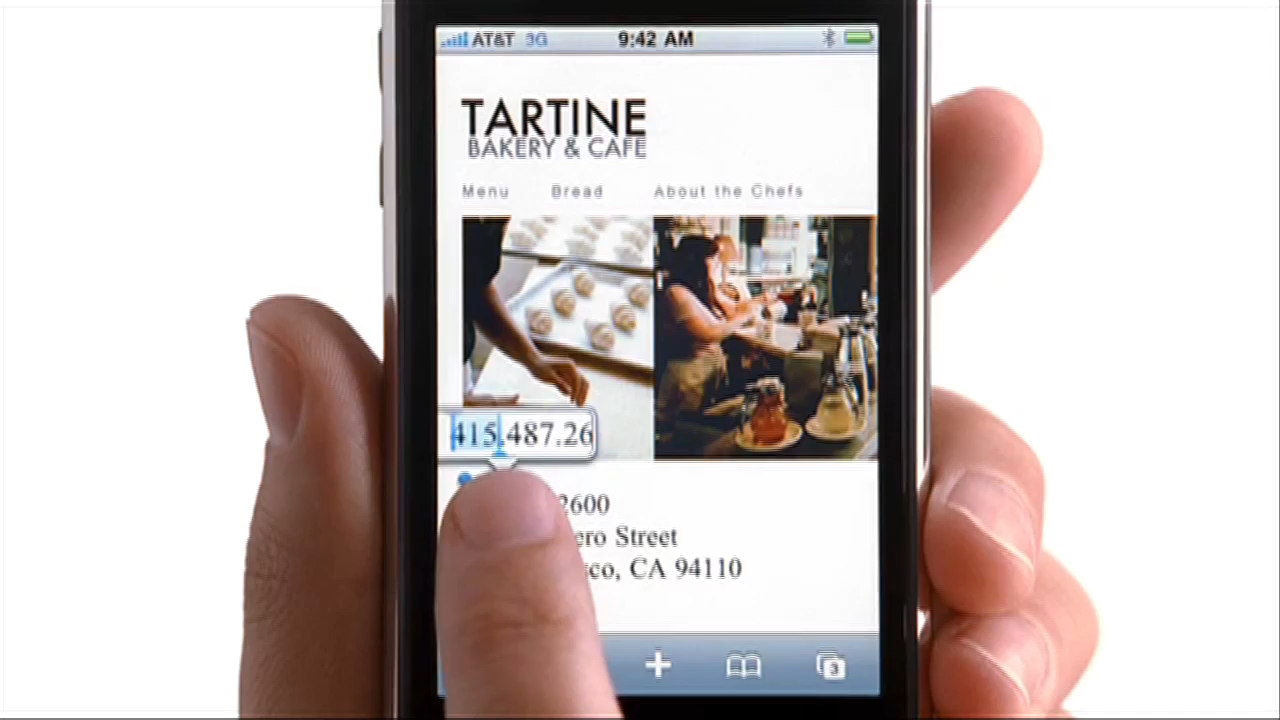 AT&T 3G 9:42 AM
TARTINE
BAKERY & CAFE
Menu Bread About the Chefs
415.487.26
2600
ero Street
co, CA 94110
3